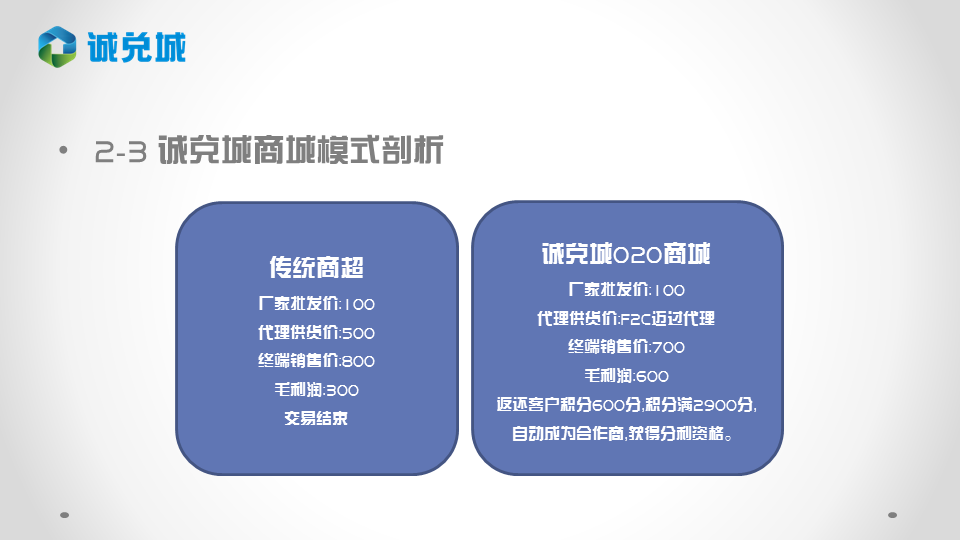 诚兑城
• 2-3 诚兑城商城模式剖析
传统商超
厂家批发价:100
代理供货价:500
终端销售价:800
毛利润:300
交易结束
诚兑城O2O商城
厂家批发价:100
代理供货价:F2C迈过代理
终端销售价:700
毛利润:600
返还客户积分600分,积分满2900分,
自动成为合作商,获得分利资格。